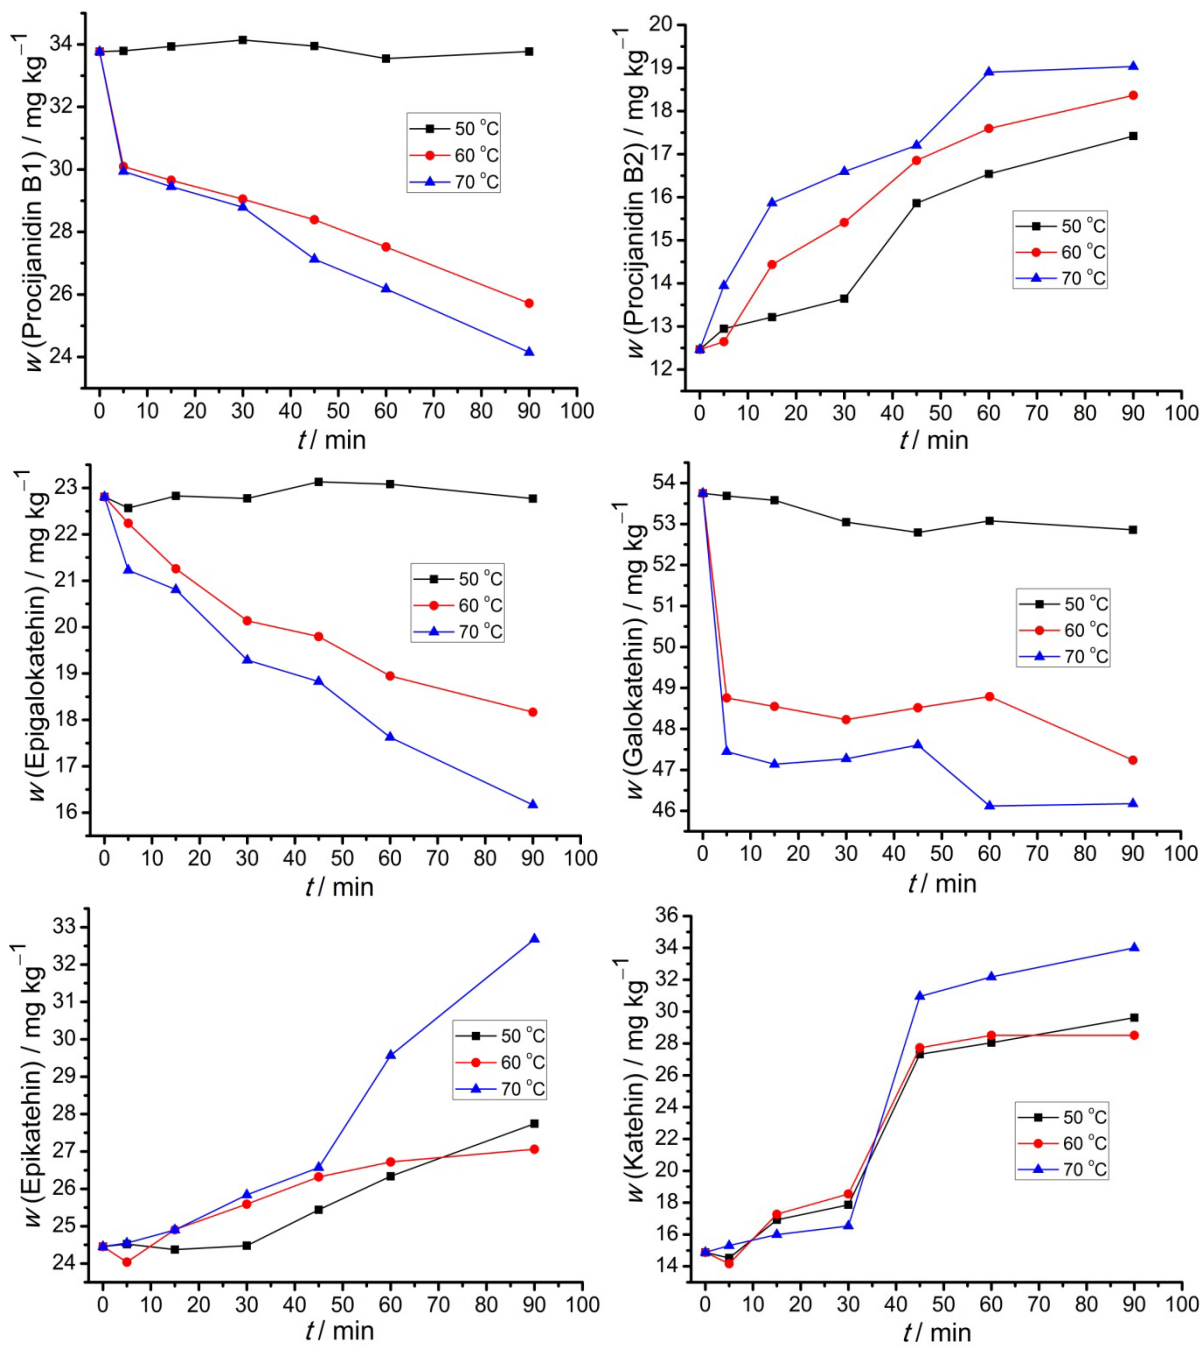 w (Procijanidin B1) / mg kg⁻¹
34
32
30
28
26
24
50 °C
60 °C
70 °C
0 10 20 30 40 50 60 70 80 90 100
t / min
w (Procijanidin B2) / mg kg⁻¹
20
19
18
17
16
15
14
13
12
50 °C
60 °C
70 °C
0 10 20 30 40 50 60 70 80 90 100
t / min
w (Epigalokatehin) / mg kg⁻¹
23
22
21
20
19
18
17
16
50 °C
60 °C
70 °C
0 10 20 30 40 50 60 70 80 90 100
t / min
w (Galokatehin) / mg kg⁻¹
54
53
52
51
50
49
48
47
46
50 °C
60 °C
70 °C
0 10 20 30 40 50 60 70 80 90 100
t / min
w (Epikatehin) / mg kg⁻¹
33
32
31
30
29
28
27
26
25
24
50 °C
60 °C
70 °C
0 10 20 30 40 50 60 70 80 90 100
t / min
w (Katehin) / mg kg⁻¹
36
34
32
30
28
26
24
22
20
18
16
14
50 °C
60 °C
70 °C
0 10 20 30 40 50 60 70 80 90 100
t / min